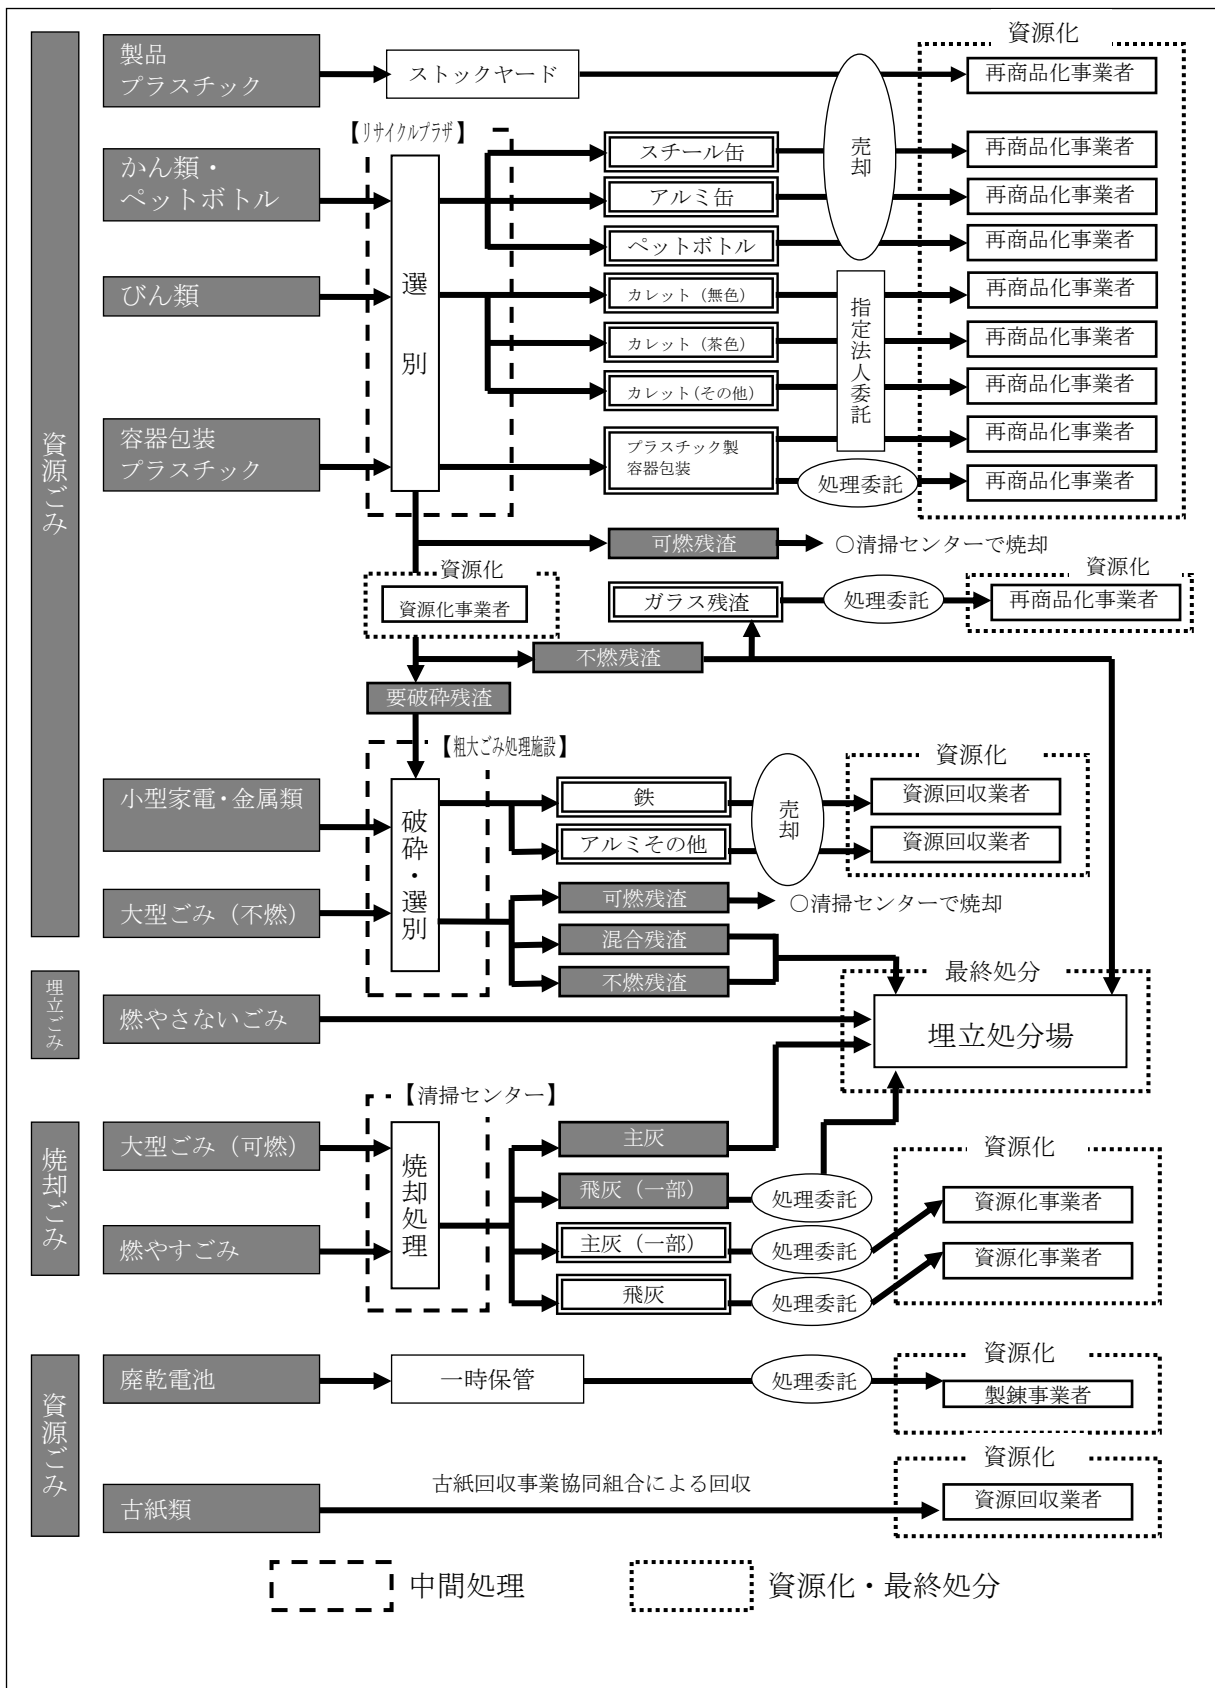 資源ごみ
製品
プラスチック
ストックヤード
売却
資源化
再商品化事業者
【リサイクルプラザ】
かん類・
ペットボトル
選別
スチール缶
再商品化事業者
アルミ缶
再商品化事業者
ペットボトル
再商品化事業者
びん類
カレット（無色）
指定法人委託
再商品化事業者
カレット（茶色）
再商品化事業者
カレット（その他）
再商品化事業者
容器包装
プラスチック
プラスチック製
容器包装
再商品化事業者
処理委託
再商品化事業者
可燃残渣
○清掃センターで焼却
資源化
資源化事業者
ガラス残渣
処理委託
資源化
再商品化事業者
不燃残渣
要破砕残渣
【粗大ごみ処理施設】
小型家電・金属類
破砕・選別
鉄
売却
資源化
資源回収業者
アルミその他
資源回収業者
大型ごみ（不燃）
可燃残渣
○清掃センターで焼却
混合残渣
不燃残渣
埋立ごみ
燃やさないごみ
最終処分
埋立処分場
【清掃センター】
焼却ごみ
大型ごみ（可燃）
焼却処理
主灰
資源化
飛灰（一部）
処理委託
資源化事業者
燃やすごみ
主灰（一部）
処理委託
資源化事業者
飛灰
処理委託
資源ごみ
廃乾電池
一時保管
処理委託
資源化
製錬事業者
古紙類
古紙回収事業協同組合による回収
資源化
資源回収業者
中間処理
資源化・最終処分